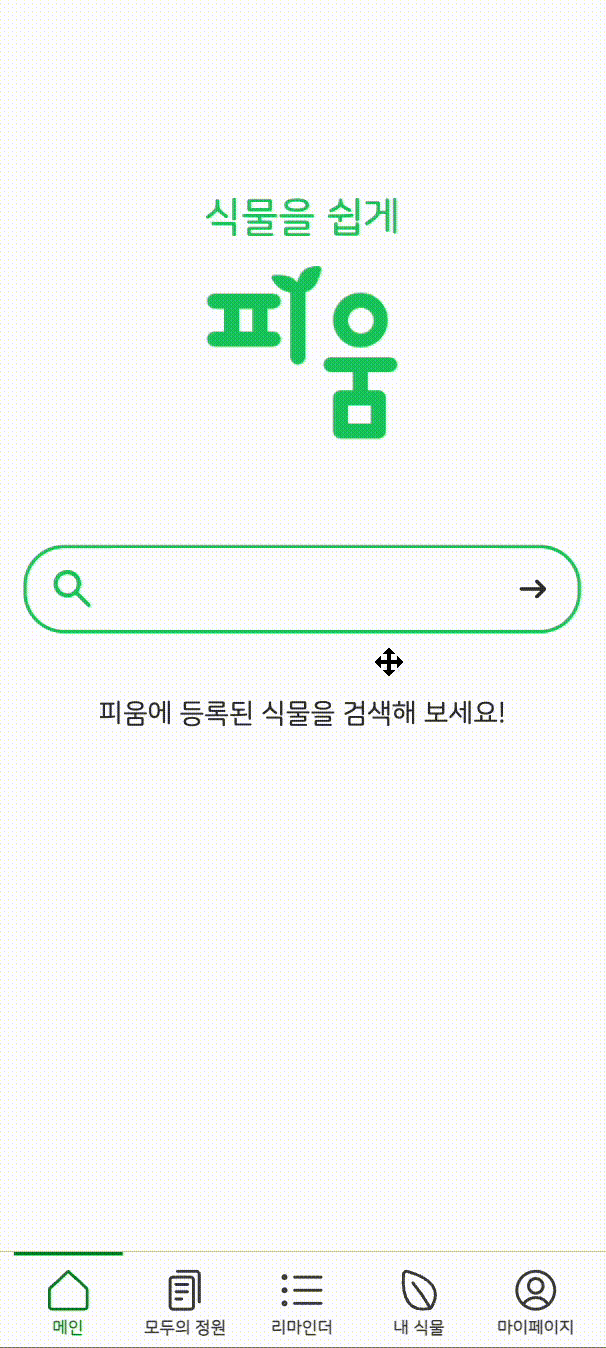 식물을 쉽게
피움
피움에 등록된 식물을 검색해 보세요!
메인
모두의 정원
리마인더
내 식물
마이페이지